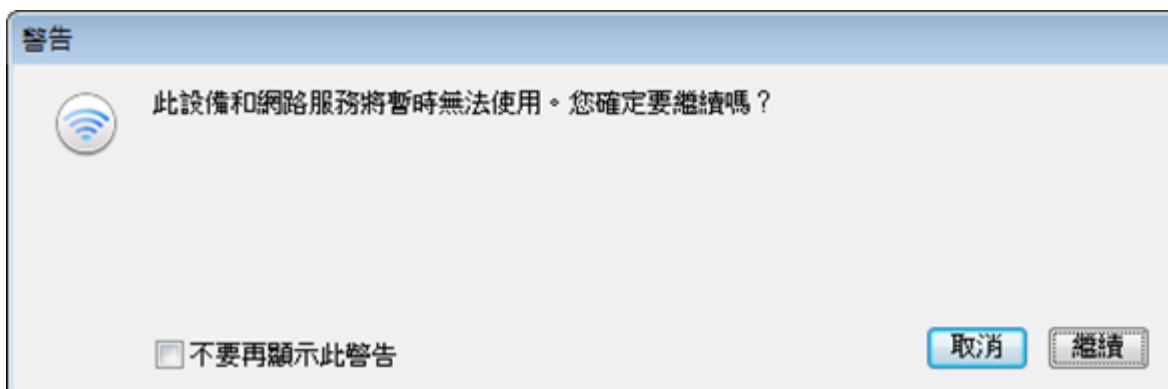 警告
此設備和網路服務將暫時無法使用。您確定要繼續嗎？
不要再顯示此警告
取消
繼續